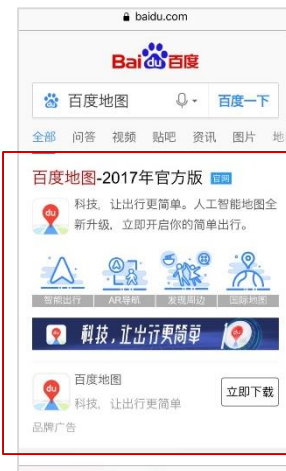 baidu.com
Bai du 百度
百度地图 百度一下
全部 问答 视频 贴吧 资讯 图片 地
百度地图-2017年官方版 官网
科技，让出行更简单。人工智能地图全
新升级，立即开启你的简单出行。
智能出行 AR导航 发现周边 国际地图
科技，让出行更简单
百度地图
科技，让出行更简单
立即下载
品牌广告